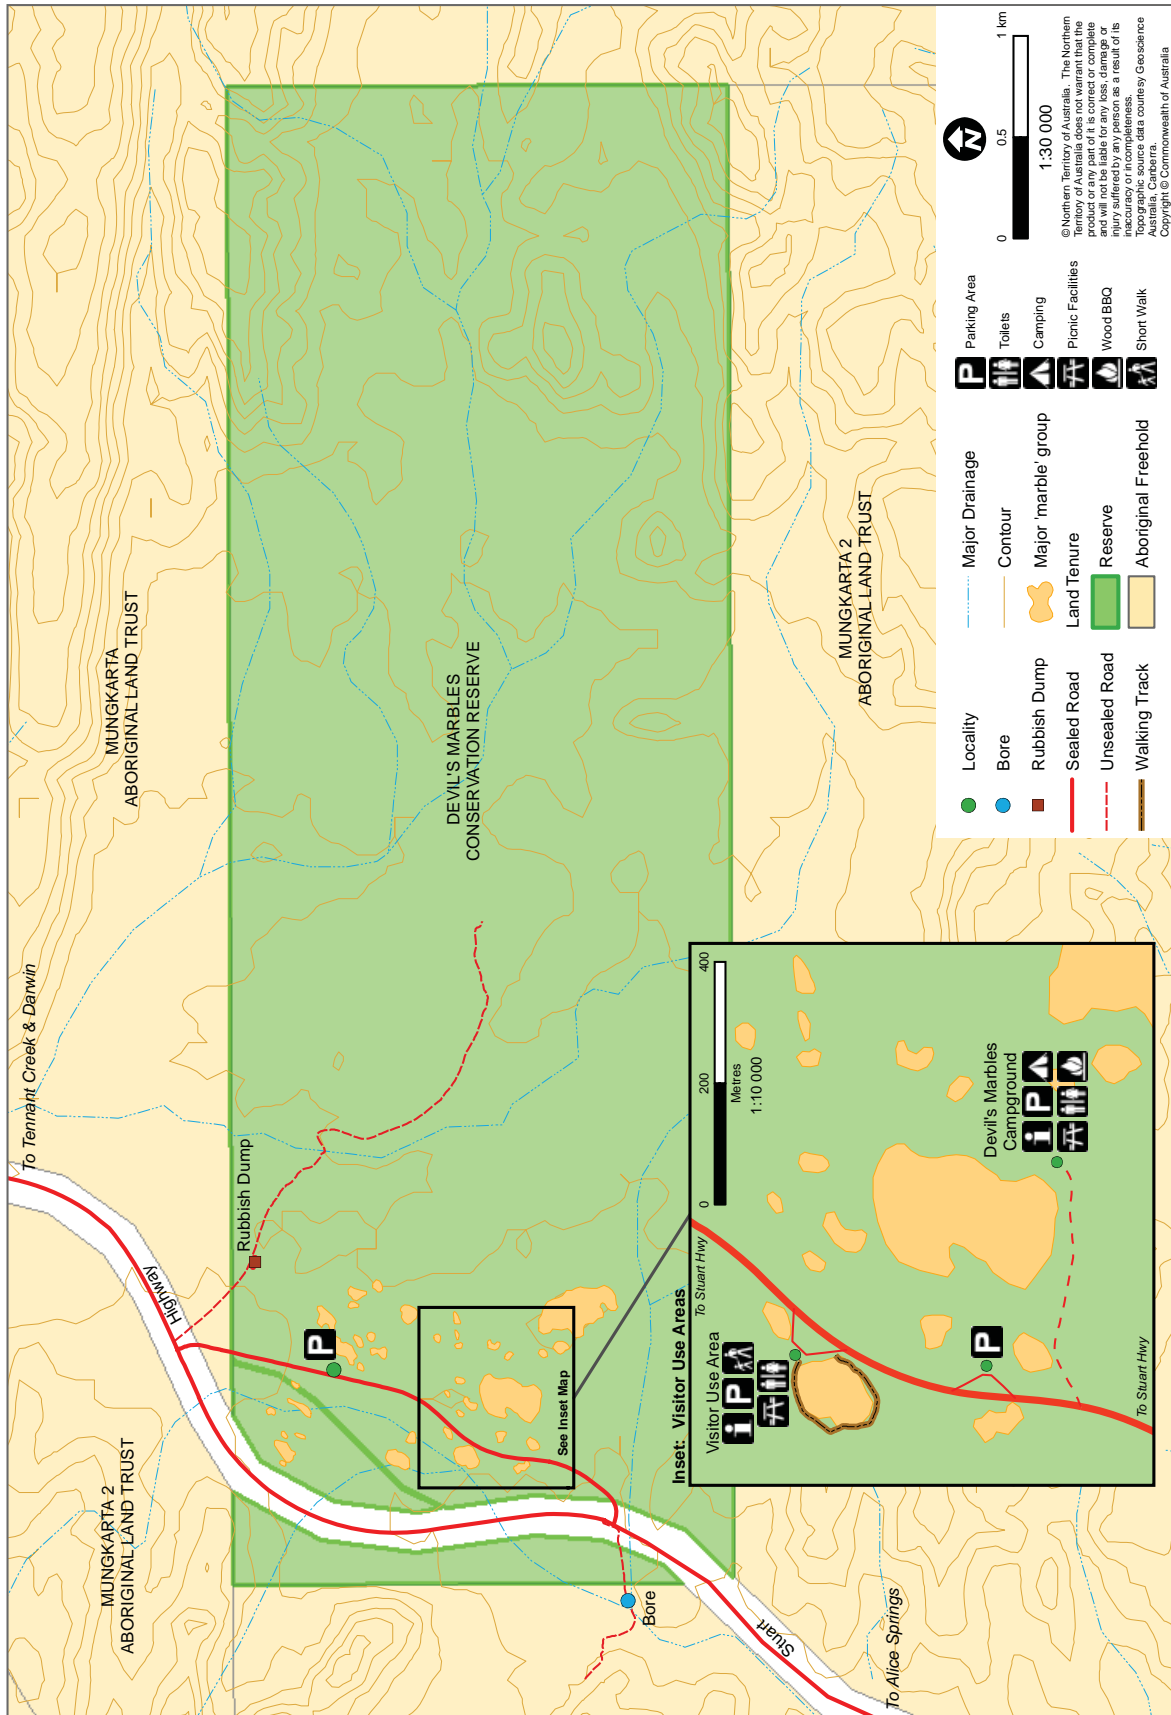 To Tennant Creek & Darwin
MUNGKARTA 2
ABORIGINAL LAND TRUST
MUNGKARTA
ABORIGINAL LAND TRUST
Highway
Rubbish Dump
P
DEVIL'S MARBLES
CONSERVATION RESERVE
See Inset Map
Bore
Stuart
To Alice Springs
MUNGKARTA 2
ABORIGINAL LAND TRUST
Inset: Visitor Use Areas
To Stuart Hwy
Visitor Use Area
i P
0 200 400
Metres
1:10 000
P
Devil's Marbles
Campground
i P
To Stuart Hwy
Locality
Bore
Rubbish Dump
Sealed Road
Unsealed Road
Walking Track
Major Drainage
Contour
Major 'marble' group
Land Tenure
Reserve
Aboriginal Freehold
P Parking Area
Toilets
Camping
Picnic Facilities
Wood BBQ
Short Walk
N
0 0.5 1 km
1:30 000
© Northern Territory of Australia. The Northern
Territory of Australia does not warrant that the
product or any part of it is correct or complete
and will not be liable for any loss, damage or
injury suffered by any person as a result of its
inaccuracy or incompleteness.
Topographic source data courtesy Geoscience
Australia, Canberra.
Copyright © Commonwealth of Australia